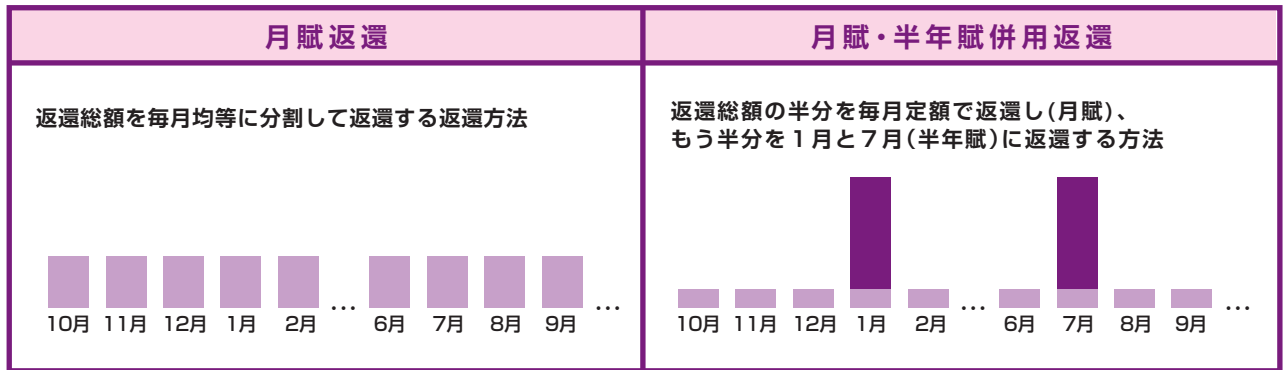 月賦返還
月賦・半年賦併用返還
返還総額を毎月均等に分割して返還する返還方法
返還総額の半分を毎月定額で返還し(月賦)、
もう半分を１月と７月(半年賦)に返還する方法
10月 11月 12月 1月 2月 … 6月 7月 8月 9月 …
10月 11月 12月 1月 2月 … 6月 7月 8月 9月 …